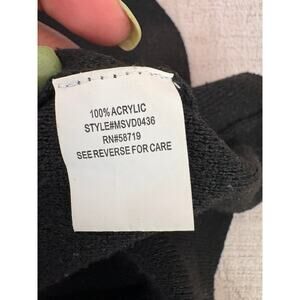 100% ACRYLIC
STYLE#MSVD0436
RN#58719
SEE REVERSE FOR CARE